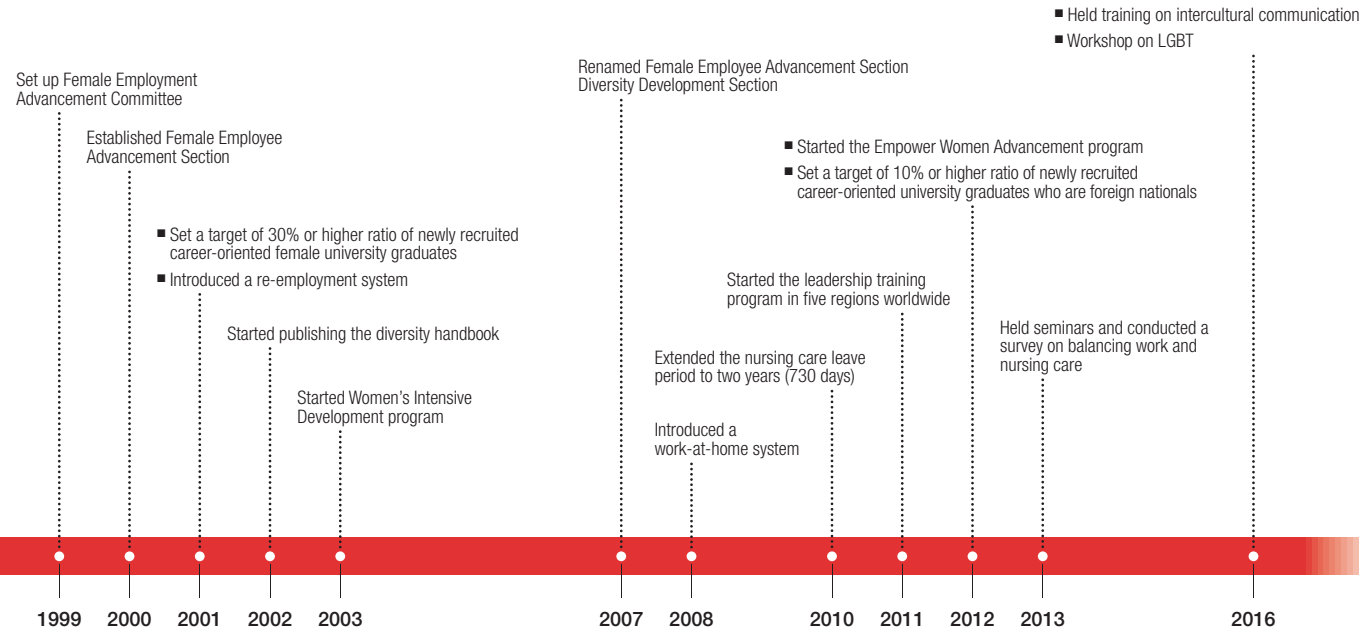 ■ Held training on intercultural communication
■ Workshop on LGBT
Set up Female Employment
Advancement Committee
Renamed Female Employee Advancement Section
Diversity Development Section
Established Female Employee
Advancement Section
■ Started the Empower Women Advancement program
■ Set a target of 10% or higher ratio of newly recruited
career-oriented university graduates who are foreign nationals
■ Set a target of 30% or higher ratio of newly recruited
career-oriented female university graduates
■ Introduced a re-employment system
Started the leadership training
program in five regions worldwide
Started publishing the diversity handbook
Held seminars and conducted a
survey on balancing work and
nursing care
Extended the nursing care leave
period to two years (730 days)
Started Women's Intensive
Development program
Introduced a
work-at-home system
1999 2000 2001 2002 2003 2007 2008 2010 2011 2012 2013 2016